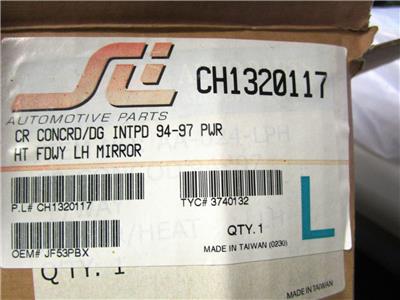 CH1320117
AUTOMOTIVE PARTS
CR CONCRD/DG INTPD 94-97 PWR
HT FDWY LH MIRROR
P.L# CH1320117
TYC# 3740132
L
QTY. 1
OEM# JF53PBX
MADE IN TAIWAN (0230)
QTY. 1
MADE IN TAIWAN